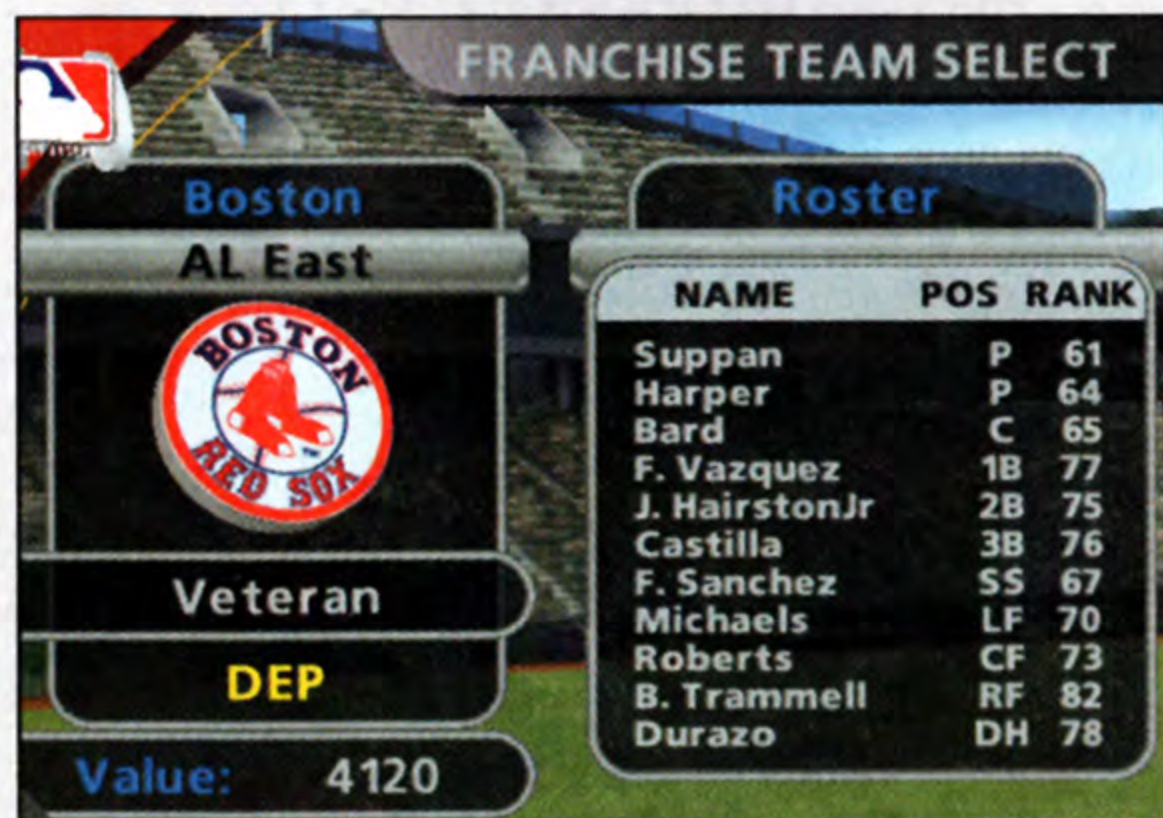 FRANCHISE TEAM SELECT
Boston
AL East
BOSTON
RED SOX
Veteran
DEP
Value: 4120
Roster
NAME POS RANK
Suppan P 61
Harper P 64
Bard C 65
F. Vazquez 1B 77
J. HairstonJr 2B 75
Castilla 3B 76
F. Sanchez SS 67
Michaels LF 70
Roberts CF 73
B. Trammell RF 82
Durazo DH 78